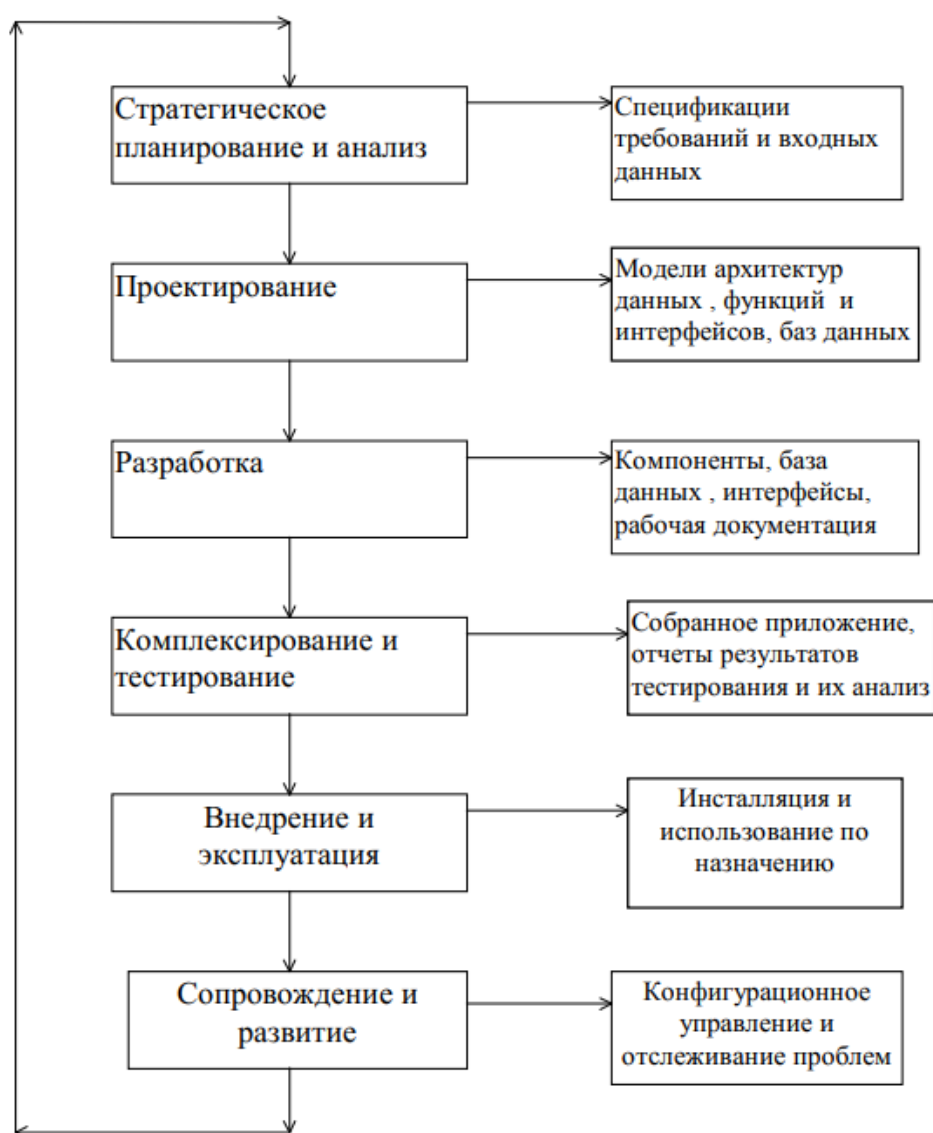 Стратегическое
планирование и анализ
Спецификации
требований и входных
данных
Проектирование
Модели архитектур
данных , функций и
интерфейсов, баз данных
Разработка
Компоненты, база
данных , интерфейсы,
рабочая документация
Комплексирование и
тестирование
Собранное приложение,
отчеты результатов
тестирования и их анализ
Внедрение и
эксплуатация
Инсталляция и
использование по
назначению
Сопровождение и
развитие
Конфигурационное
управление и
отслеживание проблем